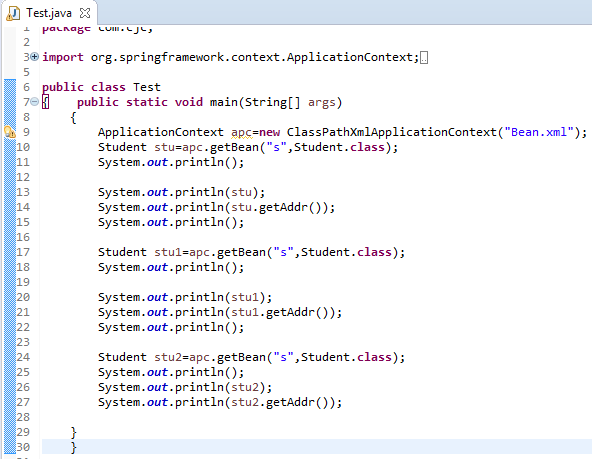 Test.java
1 package com.cjc;
2
3 import org.springframework.context.ApplicationContext;
5
6 public class Test
7 {    public static void main(String[] args)
8     {
9         ApplicationContext apc=new ClassPathXmlApplicationContext("Bean.xml");
10         Student stu=apc.getBean("s",Student.class);
11         System.out.println();
12
13         System.out.println(stu);
14         System.out.println(stu.getAddr());
15         System.out.println();
16
17         Student stu1=apc.getBean("s",Student.class);
18         System.out.println();
19
20         System.out.println(stu1);
21         System.out.println(stu1.getAddr());
22         System.out.println();
23
24         Student stu2=apc.getBean("s",Student.class);
25         System.out.println();
26         System.out.println(stu2);
27         System.out.println(stu2.getAddr());
28
29     }
30     }